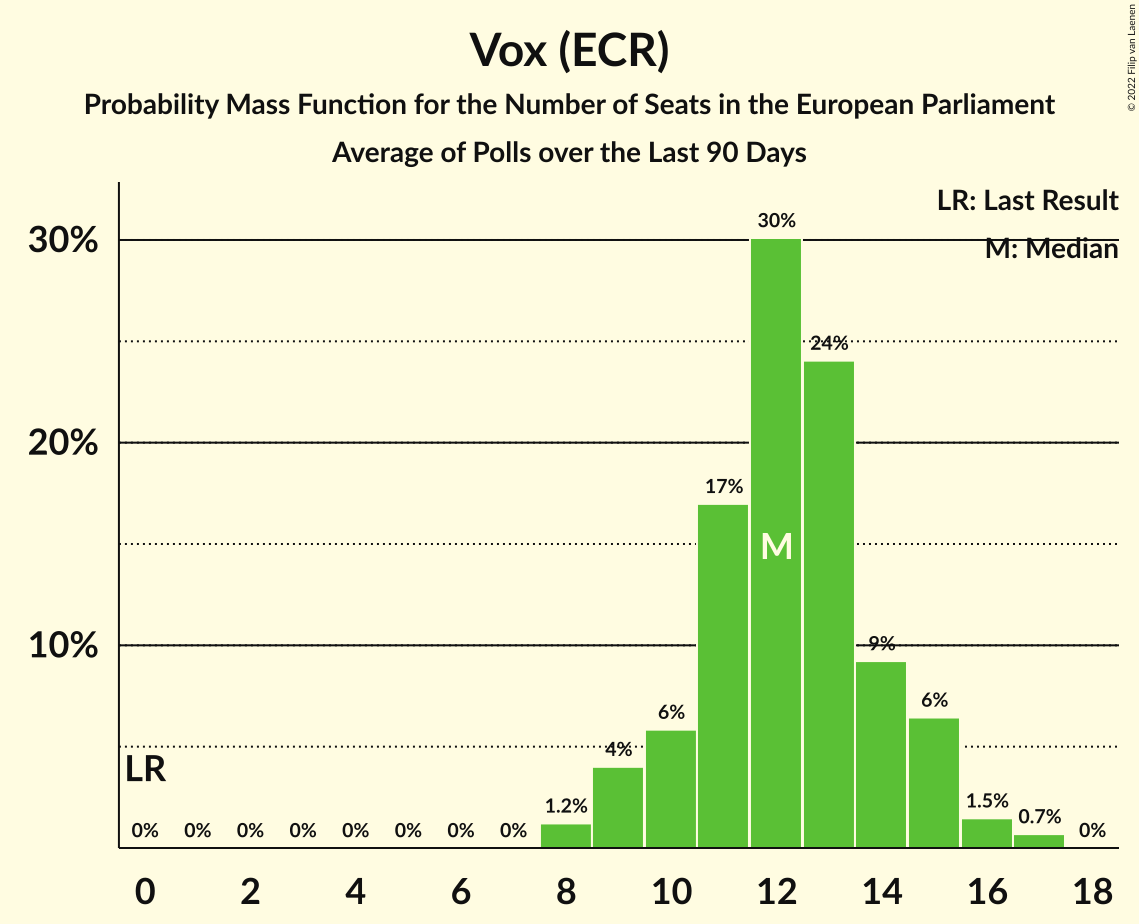 Vox (ECR)
Probability Mass Function for the Number of Seats in the European Parliament
Average of Polls over the Last 90 Days
© 2022 Filip van Laenen
LR: Last Result
M: Median
30%
20%
10%
30%
24%
17%
M
9%
6%
6%
4%
LR
1.2%
1.5%
0.7%
0% 0% 0% 0% 0% 0% 0% 0% 0%
0 2 4 6 8 10 12 14 16 18